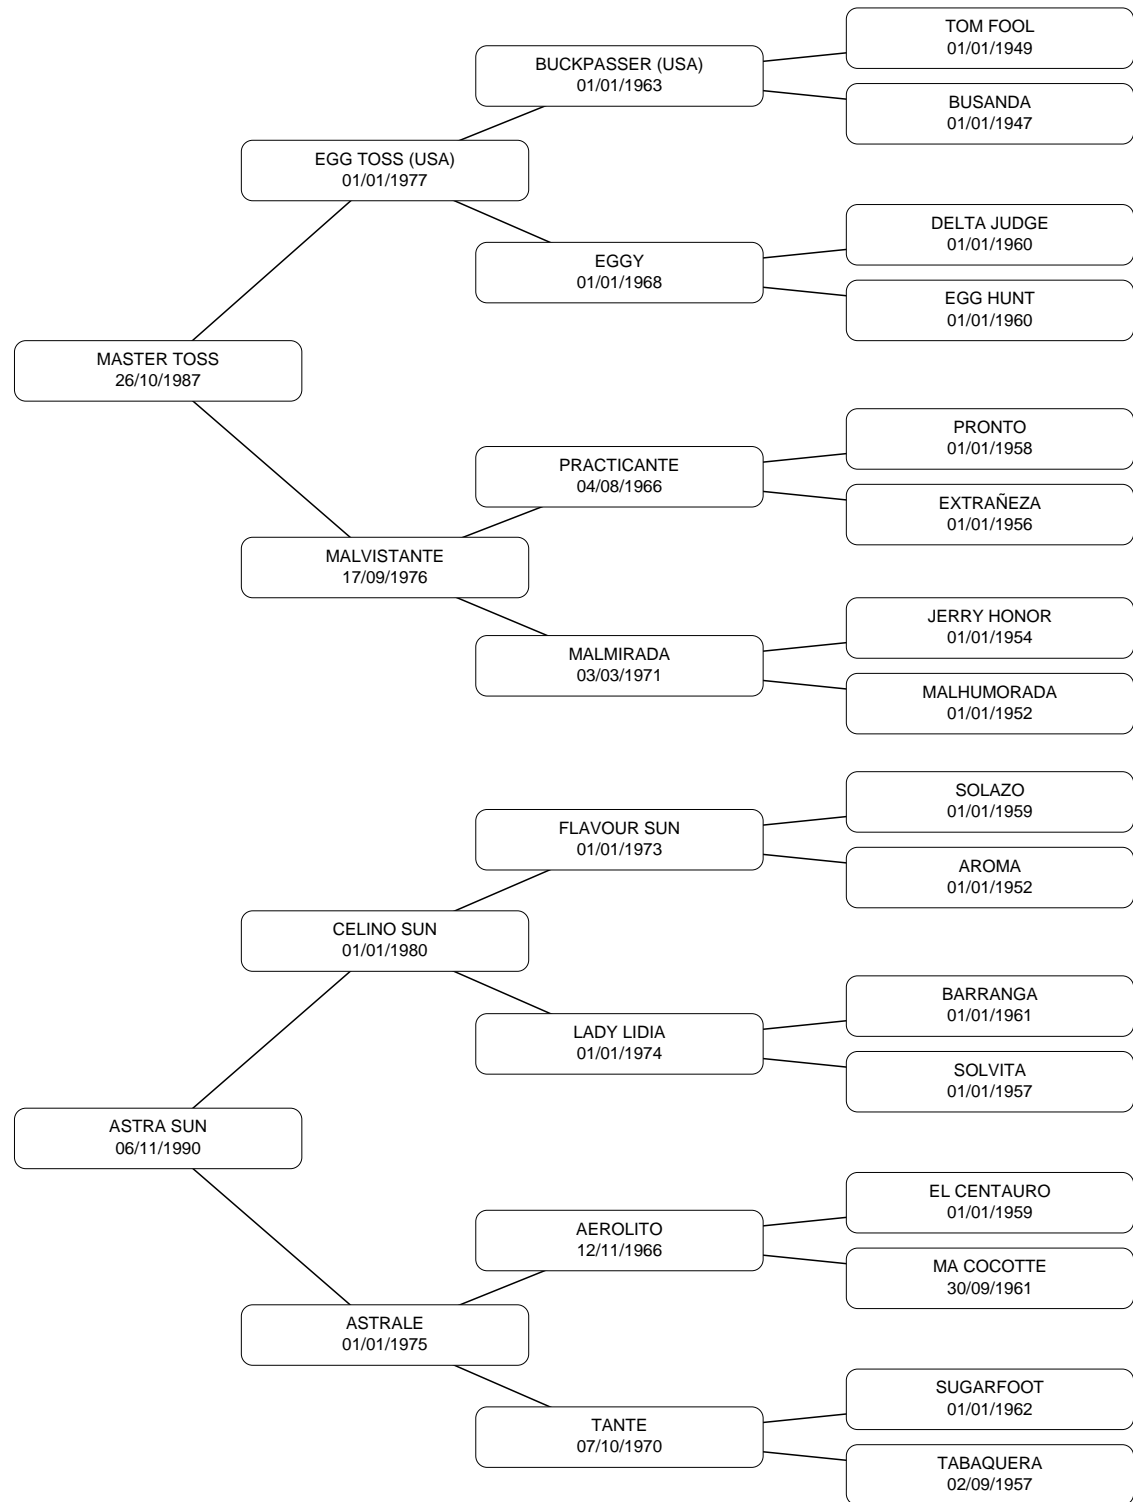 TOM FOOL
01/01/1949
BUCKPASSER (USA)
01/01/1963
BUSANDA
01/01/1947
EGG TOSS (USA)
01/01/1977
DELTA JUDGE
01/01/1960
EGGY
01/01/1968
EGG HUNT
01/01/1960
MASTER TOSS
26/10/1987
PRONTO
01/01/1958
PRACTICANTE
04/08/1966
EXTRAÑEZA
01/01/1956
MALVISTANTE
17/09/1976
JERRY HONOR
01/01/1954
MALMIRADA
03/03/1971
MALHUMORADA
01/01/1952
SOLAZO
01/01/1959
FLAVOUR SUN
01/01/1973
AROMA
01/01/1952
CELINO SUN
01/01/1980
BARRANGA
01/01/1961
LADY LIDIA
01/01/1974
SOLVITA
01/01/1957
ASTRA SUN
06/11/1990
EL CENTAURO
01/01/1959
AEROLITO
12/11/1966
MA COCOTTE
30/09/1961
ASTRALE
01/01/1975
SUGARFOOT
01/01/1962
TANTE
07/10/1970
TABAQUERA
02/09/1957